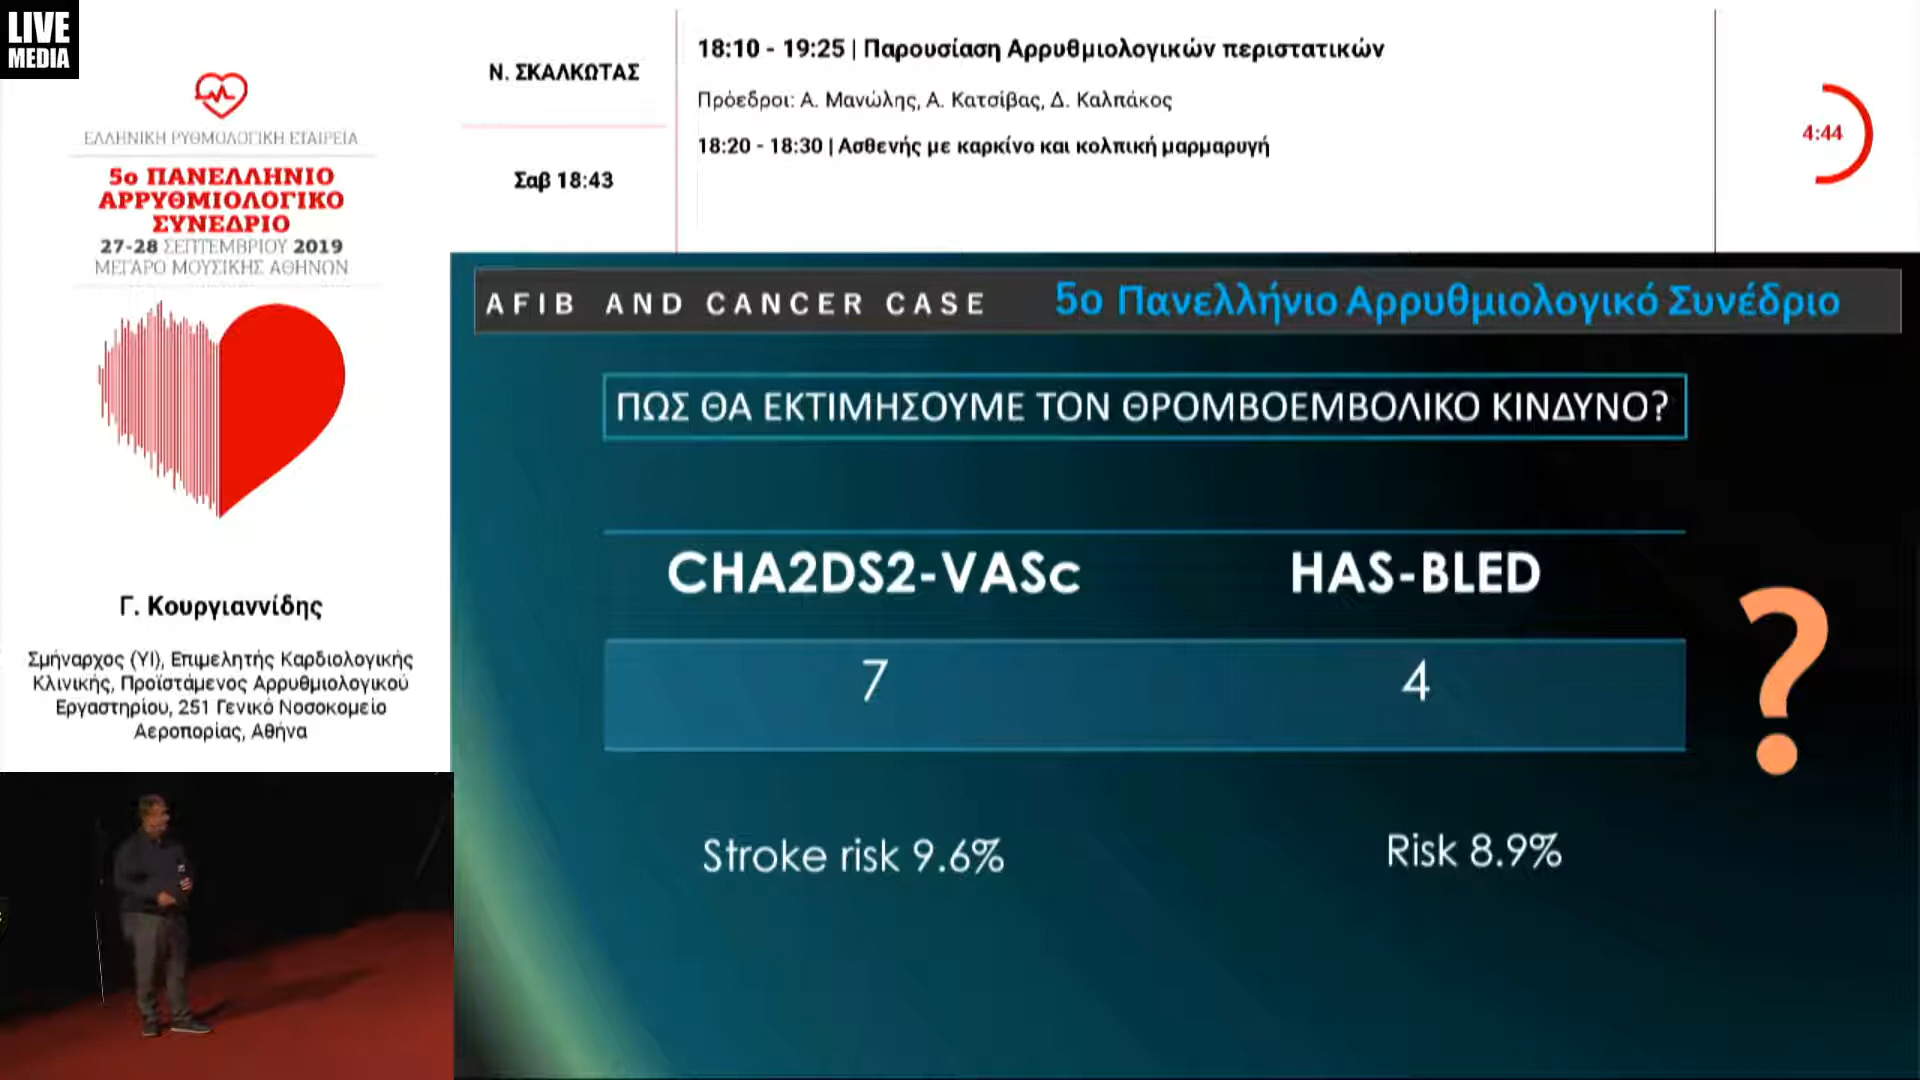 LIVE
MEDIA
ΕΛΛΗΝΙΚΗ ΡΥΘΜΟΛΟΓΙΚΗ ΕΤΑΙΡΕΙΑ
5ο ΠΑΝΕΛΛΗΝΙΟ
ΑΡΡΥΘΜΙΟΛΟΓΙΚΟ
ΣΥΝΕΔΡΙΟ
27-28 ΣΕΠΤΕΜΒΡΙΟΥ 2019
ΜΕΓΑΡΟ ΜΟΥΣΙΚΗΣ ΑΘΗΝΩΝ
Γ. Κουργιαννίδης
Σμήναρχος (ΥΙ), Επιμελητής Καρδιολογικής
Κλινικής, Προϊστάμενος Αρρυθμιολογικού
Εργαστηρίου, 251 Γενικό Νοσοκομείο
Αεροπορίας, Αθήνα
Ν. ΣΚΑΛΚΩΤΑΣ
Σαβ 18:43
18:10 - 19:25 | Παρουσίαση Αρρυθμιολογικών περιστατικών
Πρόεδροι: Α. Μανώλης, Α. Κατσίβας, Δ. Καλπάκος
18:20 - 18:30 | Ασθενής με καρκίνο και κολπική μαρμαρυγή
4:44
AFIB AND CANCER CASE 5ο Πανελλήνιο Αρρυθμιολογικό Συνέδριο
ΠΩΣ ΘΑ ΕΚΤΙΜΗΣΟΥΜΕ ΤΟΝ ΘΡΟΜΒΟΕΜΒΟΛΙΚΟ ΚΙΝΔΥΝΟ?
CHA2DS2-VASc HAS-BLED
7 4
?
Stroke risk 9.6% Risk 8.9%